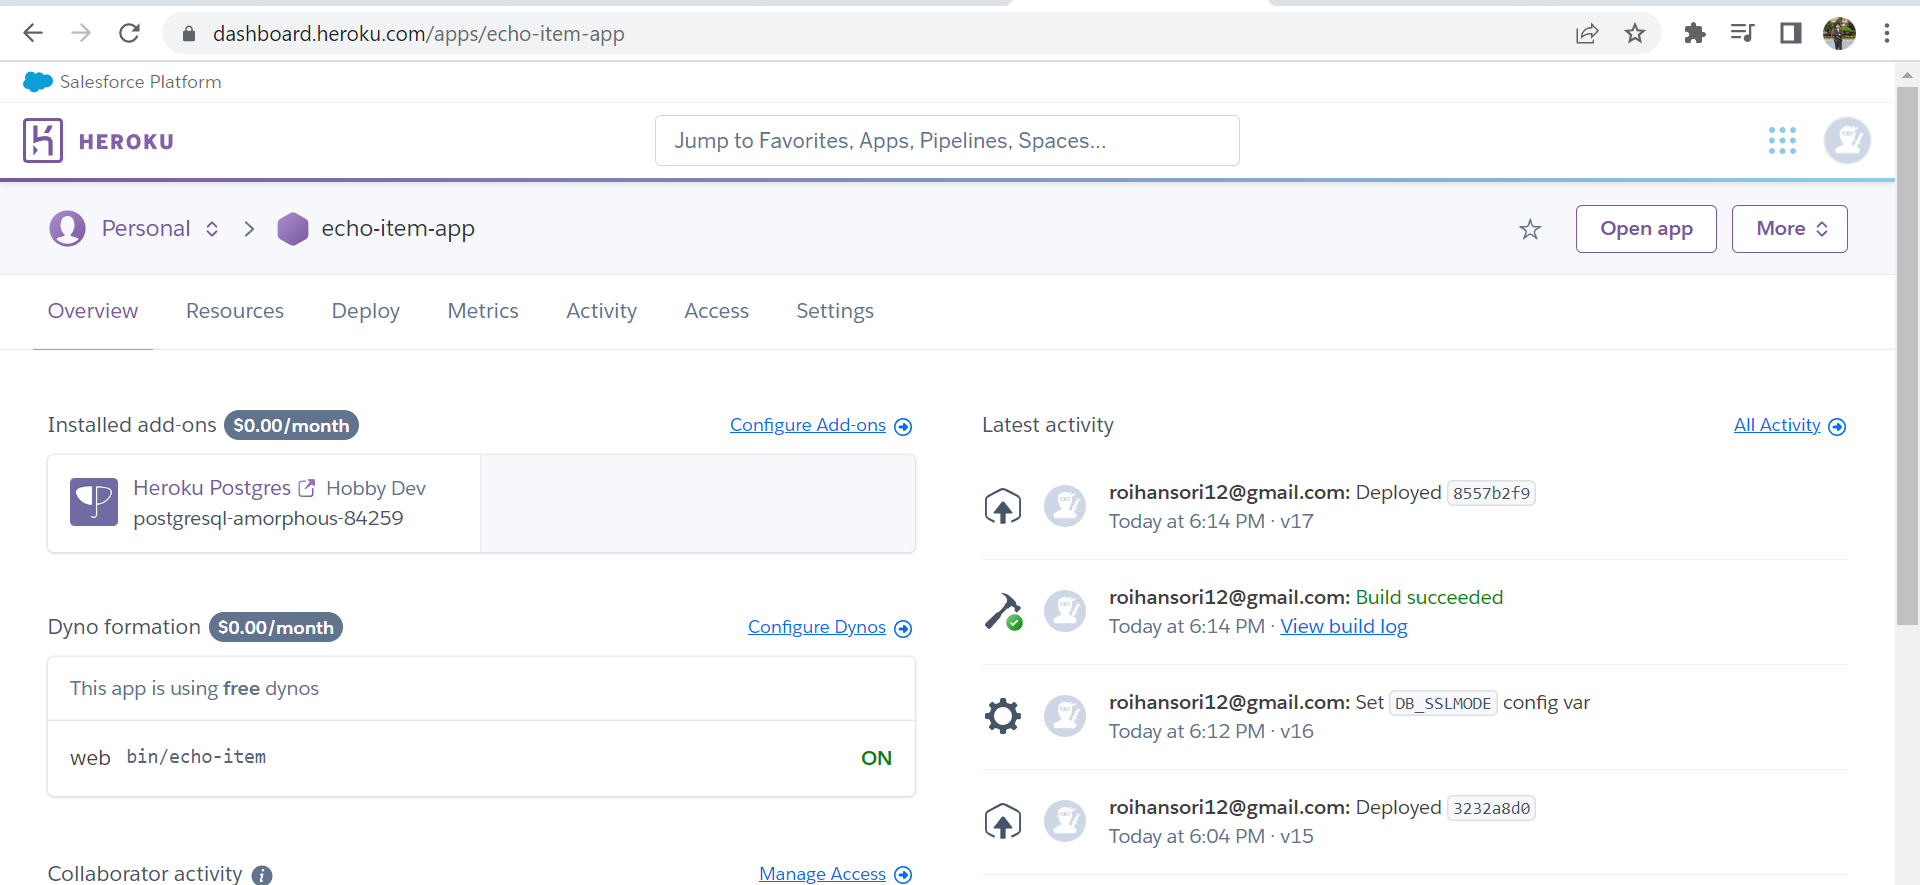 dashboard.heroku.com/apps/echo-item-app
Salesforce Platform
HEROKU
Jump to Favorites, Apps, Pipelines, Spaces...
Personal
echo-item-app
Open app
More
Overview
Resources
Deploy
Metrics
Activity
Access
Settings
Installed add-ons $0.00/month
Configure Add-ons
Heroku Postgres Hobby Dev
postgresql-amorphous-84259
Dyno formation $0.00/month
Configure Dynos
This app is using free dynos
web bin/echo-item ON
Collaborator activity i
Manage Access
Latest activity
All Activity
roihansori12@gmail.com: Deployed 8557b2f9
Today at 6:14 PM · v17
roihansori12@gmail.com: Build succeeded
Today at 6:14 PM · View build log
roihansori12@gmail.com: Set DB_SSLMODE config var
Today at 6:12 PM · v16
roihansori12@gmail.com: Deployed 3232a8d0
Today at 6:04 PM · v15